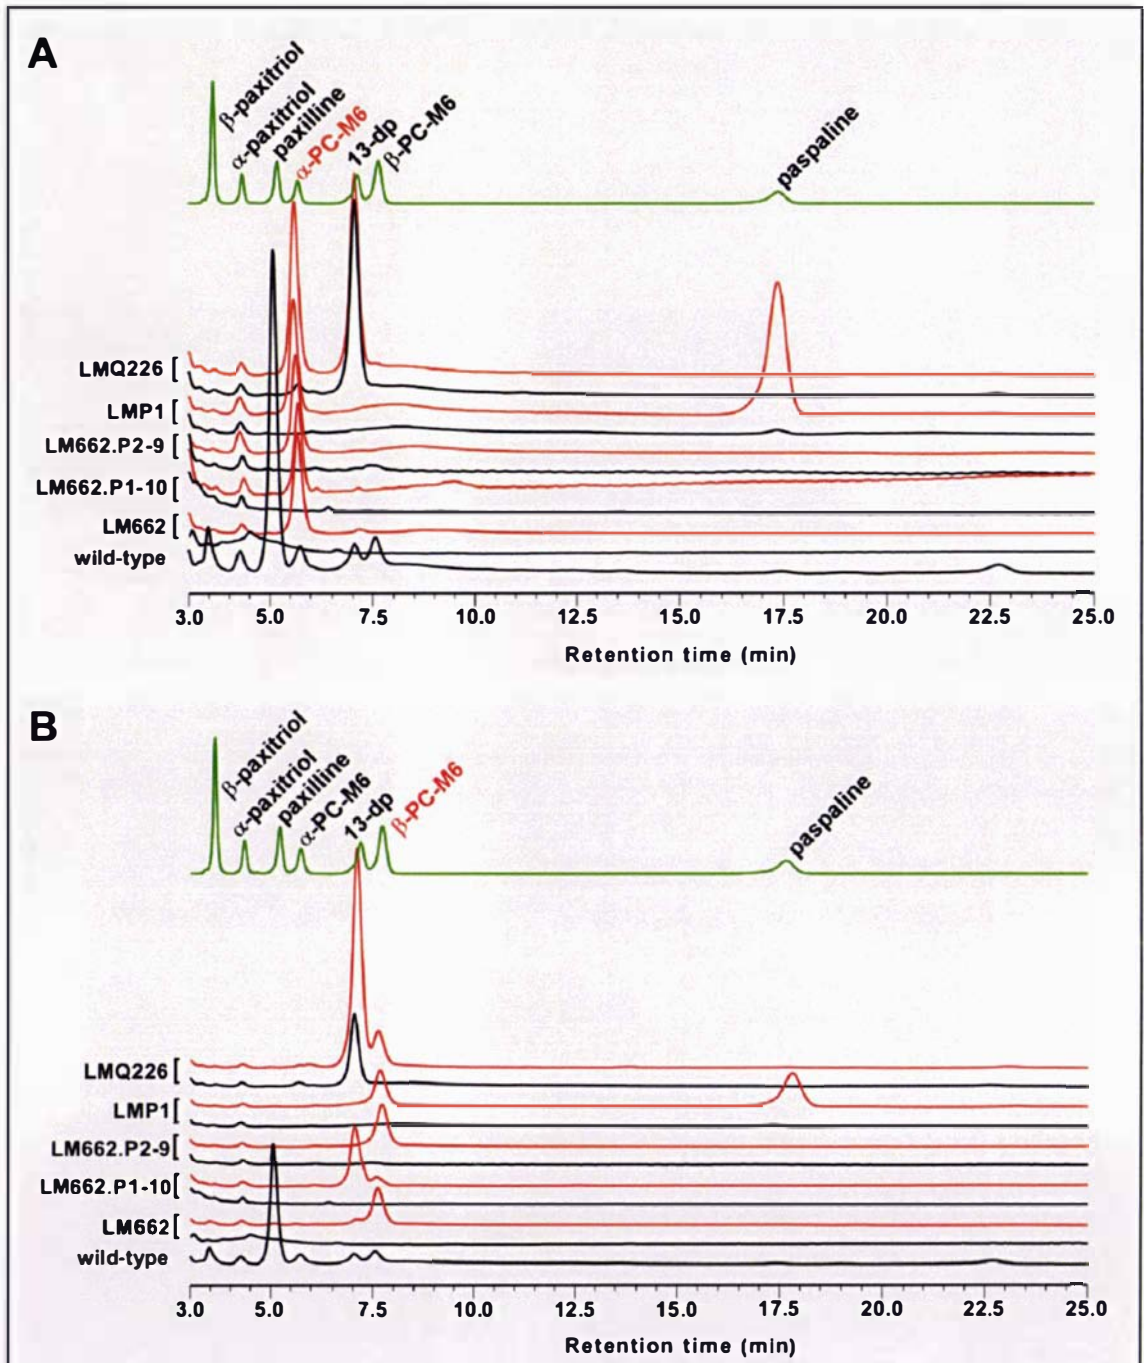 A
β-paxitriol
α-paxitriol
paxilline
α-PC-M6
13-dp
β-PC-M6
paspaline
LMQ226 [
LMP1 [
LM662.P2-9 [
LM662.P1-10 [
LM662 [
wild-type
3.0 5.0 7.5 10.0 12.5 15.0 17.5 20.0 22.5 25.0
Retention time (min)
B
β-paxitriol
α-paxitriol
paxilline
α-PC-M6
13-dp
β-PC-M6
paspaline
LMQ226 [
LMP1 [
LM662.P2-9 [
LM662.P1-10 [
LM662 [
wild-type
3.0 5.0 7.5 10.0 12.5 15.0 17.5 20.0 22.5 25.0
Retention time (min)